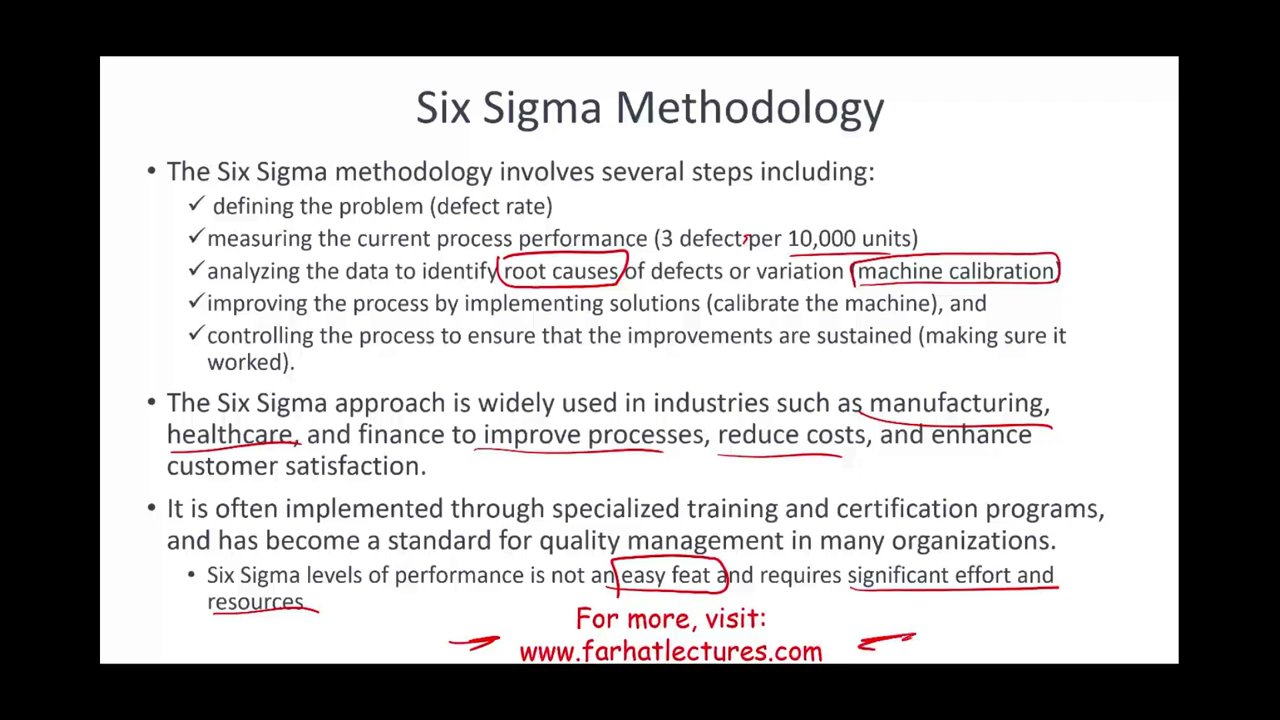 Six Sigma Methodology
• The Six Sigma methodology involves several steps including:
✓ defining the problem (defect rate)
✓ measuring the current process performance (3 defect per 10,000 units)
✓ analyzing the data to identify root causes of defects or variation (machine calibration)
✓ improving the process by implementing solutions (calibrate the machine), and
✓ controlling the process to ensure that the improvements are sustained (making sure it
worked).
• The Six Sigma approach is widely used in industries such as manufacturing,
healthcare, and finance to improve processes, reduce costs, and enhance
customer satisfaction.
• It is often implemented through specialized training and certification programs,
and has become a standard for quality management in many organizations.
• Six Sigma levels of performance is not an easy feat and requires significant effort and
resources
For more, visit:
www.farhatlectures.com